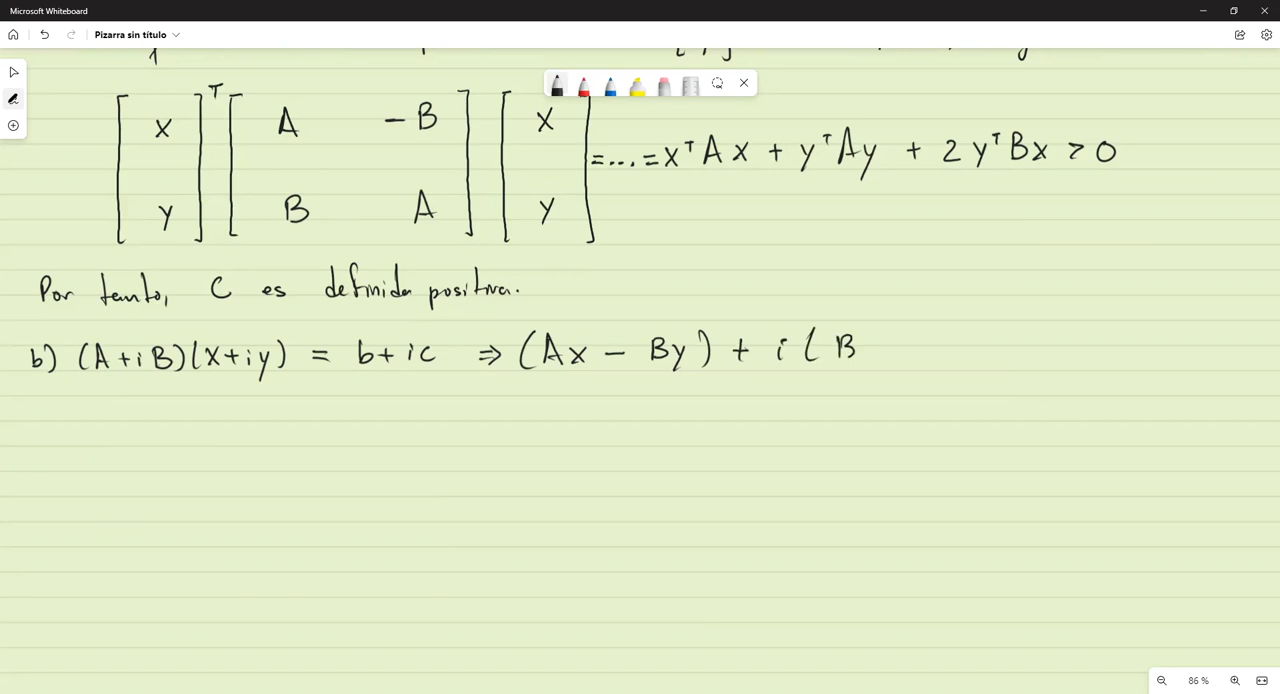 Microsoft Whiteboard
Pizarra sin título
[ x y ]ᵀ [ A -B B A ] [ x y ] = ... = xᵀAx + yᵀAy + 2yᵀBx > 0
Por tanto, C es definida positiva.
b) (A+iB)(x+iy) = b+ic ⇒ (Ax - By) + i(B
86 %